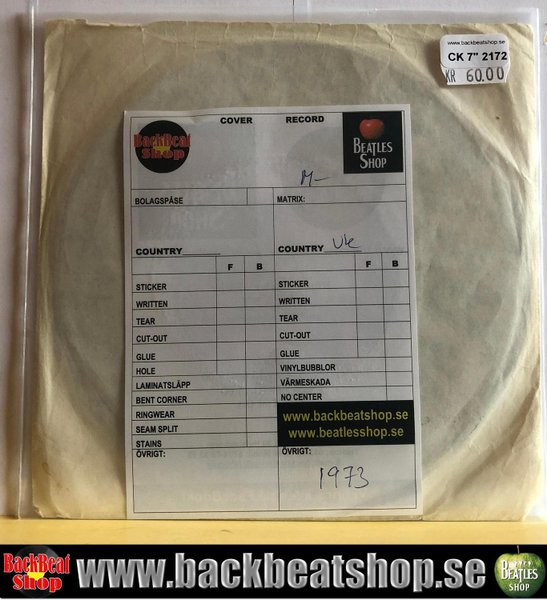 www.backbeatshop.se
CK 7" 2172
KR 60.00
BackBeat Shop
COVER
RECORD
BEATLES SHOP
M-
BOLAGSPÅSE
MATRIX:
COUNTRY
COUNTRY UK
F B
F B
STICKER
WRITTEN
TEAR
CUT-OUT
GLUE
HOLE
LAMINATSLÄPP
BENT CORNER
RINGWEAR
SEAM SPLIT
STAINS
ÖVRIGT:
STICKER
WRITTEN
TEAR
CUT-OUT
GLUE
VINYLBUBBLOR
VÄRMESKADA
NO CENTER
www.backbeatshop.se
www.beatlesshop.se
ÖVRIGT:
1973
BackBeat Shop
www.backbeatshop.se
BEATLES SHOP